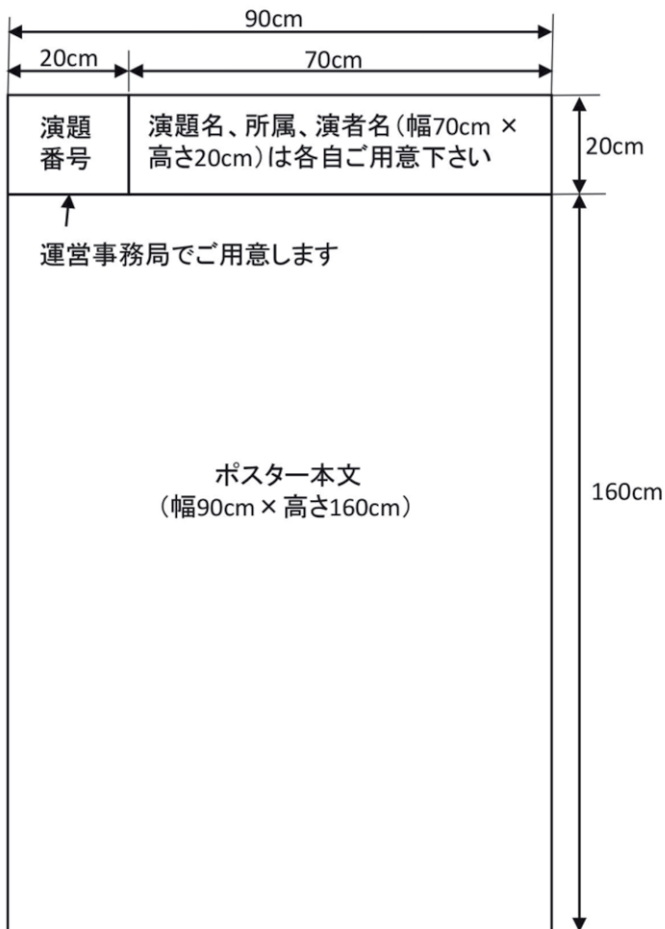 90cm
20cm
70cm
演題
番号
演題名、所属、演者名(幅70cm ×
高さ20cm)は各自ご用意下さい
20cm
運営事務局でご用意します
ポスター本文
(幅90cm × 高さ160cm)
160cm